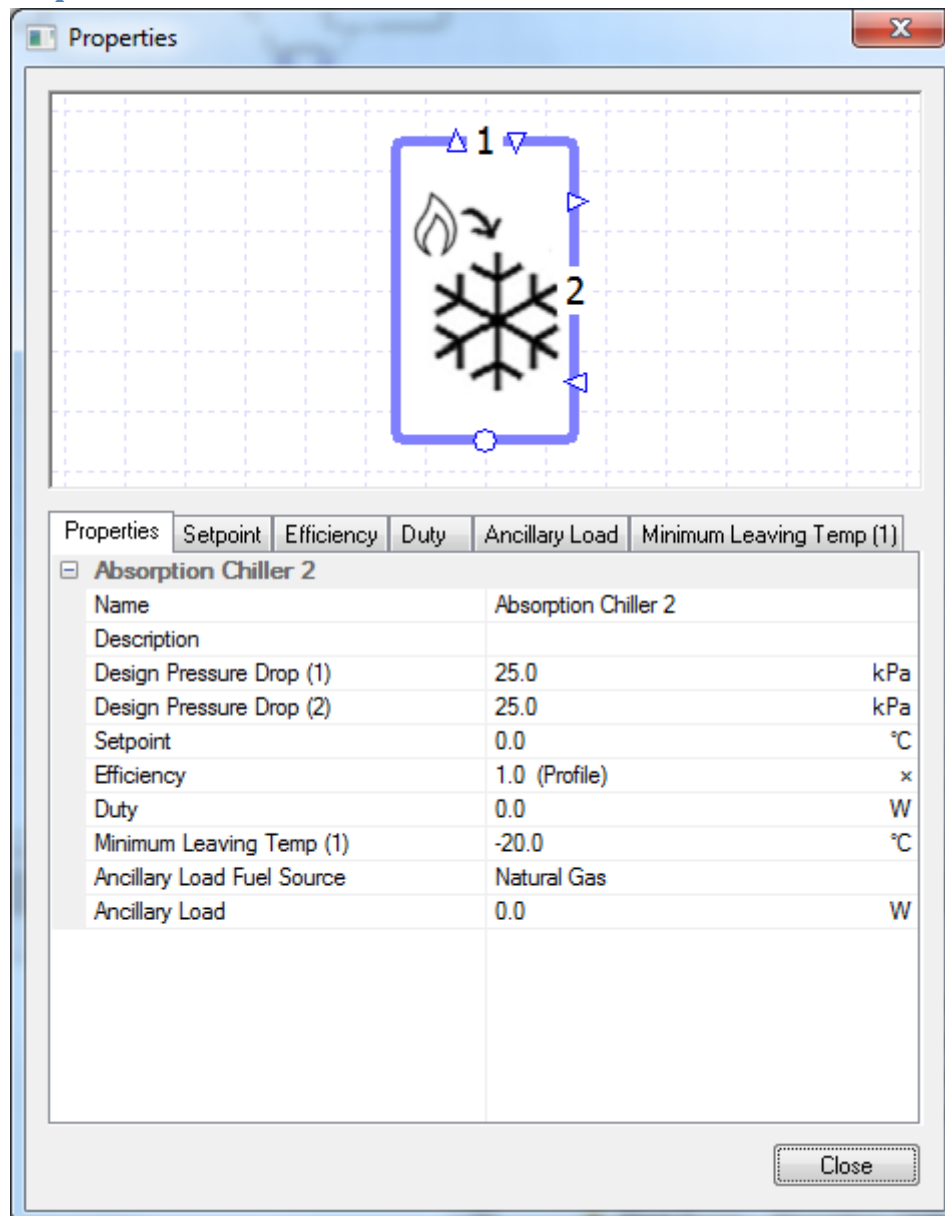 Properties
1
2
Properties Setpoint Efficiency Duty Ancillary Load Minimum Leaving Temp (1)
Absorption Chiller 2
Name Absorption Chiller 2
Description
Design Pressure Drop (1) 25.0 kPa
Design Pressure Drop (2) 25.0 kPa
Setpoint 0.0 °C
Efficiency 1.0 (Profile) ×
Duty 0.0 W
Minimum Leaving Temp (1) -20.0 °C
Ancillary Load Fuel Source Natural Gas
Ancillary Load 0.0 W
Close